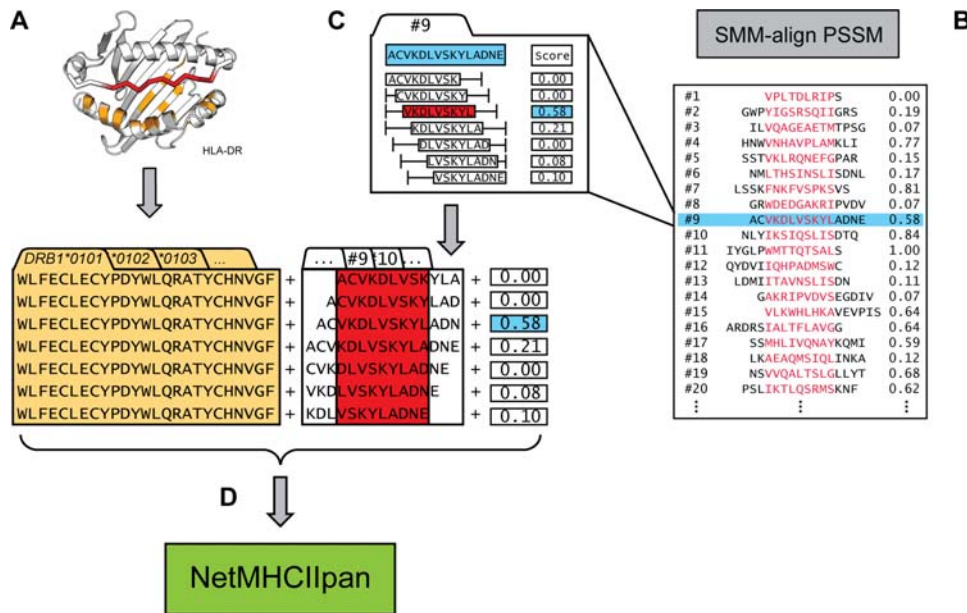 A
HLA-DR
C
#9
ACVKDLVSKYLADNE Score
ACVKDLVSK 0.00
CVKDLVSKY 0.00
VKDLVSKYL 0.58
KDLVSKYLA 0.21
DLVSKYLAD 0.00
LVSKYLADN 0.08
VSKYLADNE 0.10
SMM-align PSSM
B
#1 VPLTDLRIPS 0.00
#2 GWPYIGSRSQIIGRS 0.19
#3 ILVQAGEAETMTPSG 0.07
#4 HNWVNHAVPLAMKLI 0.77
#5 SSTVKLRQNEFGPAR 0.15
#6 NMLTHSINSLISDNL 0.17
#7 LSSKFNKFVSPKSVS 0.81
#8 GRWDEDGAKRIPVDV 0.07
#9 ACVKDLVSKYLADNE 0.58
#10 NLYIKSIQSLISDTQ 0.84
#11 IYGLPWMTTQTSALS 1.00
#12 QYDVIIQHPADMSWC 0.12
#13 LDMIITAVNSLISDN 0.11
#14 GAKRIPVDVSEGDIV 0.07
#15 VLKWHLHKAVEVPIS 0.64
#16 ARDRSIALTFLAVGG 0.64
#17 SSMHLIVQNAYKQMI 0.59
#18 LKAEAQMSIQLINKA 0.12
#19 NSVVQALTSLGLLYT 0.68
#20 PSLIKTLQSRMSKNF 0.62
DRB1*0101 *0102 *0103 ...
... #9 :10 ...
WLFECLECYPDYWLQRATYCHNVGF + ACVKDLVSKYLA + 0.00
WLFECLECYPDYWLQRATYCHNVGF + ACVKDLVSKYLAD + 0.00
WLFECLECYPDYWLQRATYCHNVGF + ACVKDLVSKYLADN + 0.58
WLFECLECYPDYWLQRATYCHNVGF + ACVKDLVSKYLADNE + 0.21
WLFECLECYPDYWLQRATYCHNVGF + CVKDLVSKYLADNE + 0.00
WLFECLECYPDYWLQRATYCHNVGF + VKDLVSKYLADNE + 0.08
WLFECLECYPDYWLQRATYCHNVGF + KDLVSKYLADNE + 0.10
D
NetMHCIIpan